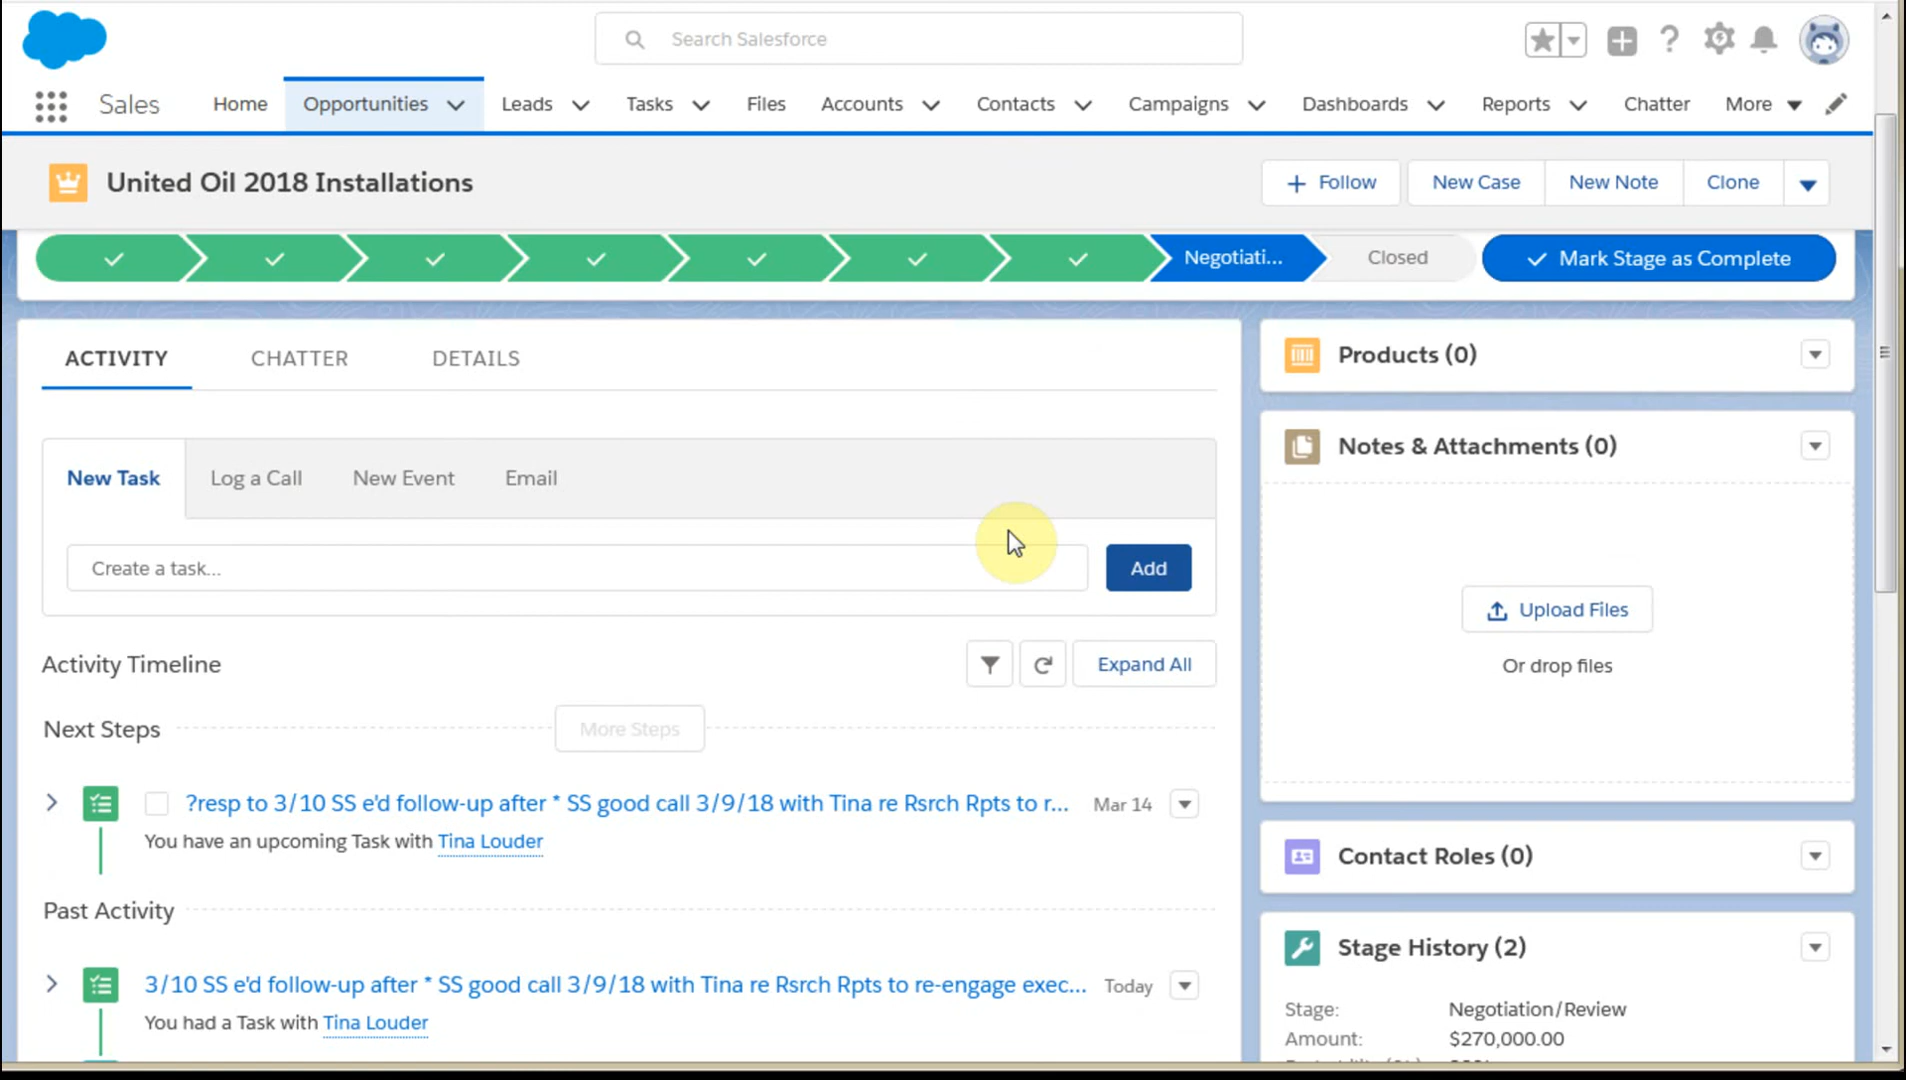 Search Salesforce
Sales Home Opportunities Leads Tasks Files Accounts Contacts Campaigns Dashboards Reports Chatter More
United Oil 2018 Installations
Follow New Case New Note Clone
Negotiati... Closed Mark Stage as Complete
ACTIVITY CHATTER DETAILS
New Task Log a Call New Event Email
Create a task... Add
Activity Timeline Expand All
Next Steps More Steps
?resp to 3/10 SS e'd follow-up after * SS good call 3/9/18 with Tina re Rsrch Rpts to r... Mar 14
You have an upcoming Task with Tina Louder
Past Activity
3/10 SS e'd follow-up after * SS good call 3/9/18 with Tina re Rsrch Rpts to re-engage exec... Today
You had a Task with Tina Louder
Products (0)
Notes & Attachments (0)
Upload Files
Or drop files
Contact Roles (0)
Stage History (2)
Stage: Negotiation/Review
Amount: $270,000.00